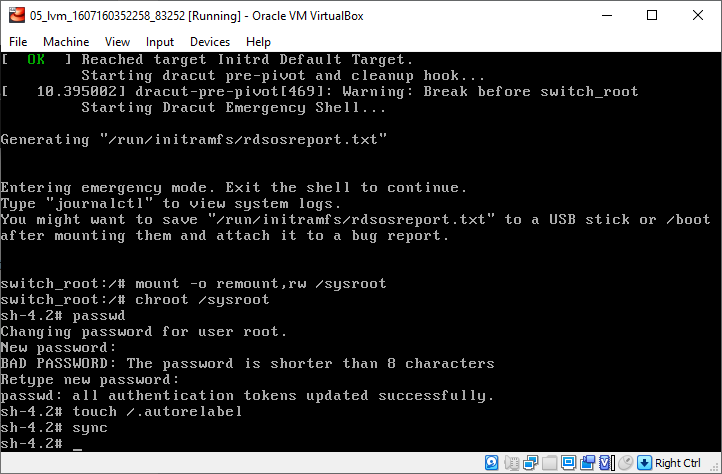 05_lvm_1607160352258_83252 [Running] - Oracle VM VirtualBox
File Machine View Input Devices Help
[  OK  ] Reached target Initrd Default Target.
         Starting dracut pre-pivot and cleanup hook...
[   10.395002] dracut-pre-pivot[469]: Warning: Break before switch_root
         Starting Dracut Emergency Shell...
Generating "/run/initramfs/rdsosreport.txt"
Entering emergency mode. Exit the shell to continue.
Type "journalctl" to view system logs.
You might want to save "/run/initramfs/rdsosreport.txt" to a USB stick or /boot
after mounting them and attach it to a bug report.
switch_root:/# mount -o remount,rw /sysroot
switch_root:/# chroot /sysroot
sh-4.2# passwd
Changing password for user root.
New password:
BAD PASSWORD: The password is shorter than 8 characters
Retype new password:
passwd: all authentication tokens updated successfully.
sh-4.2# touch /.autorelabel
sh-4.2# sync
sh-4.2# _
Right Ctrl